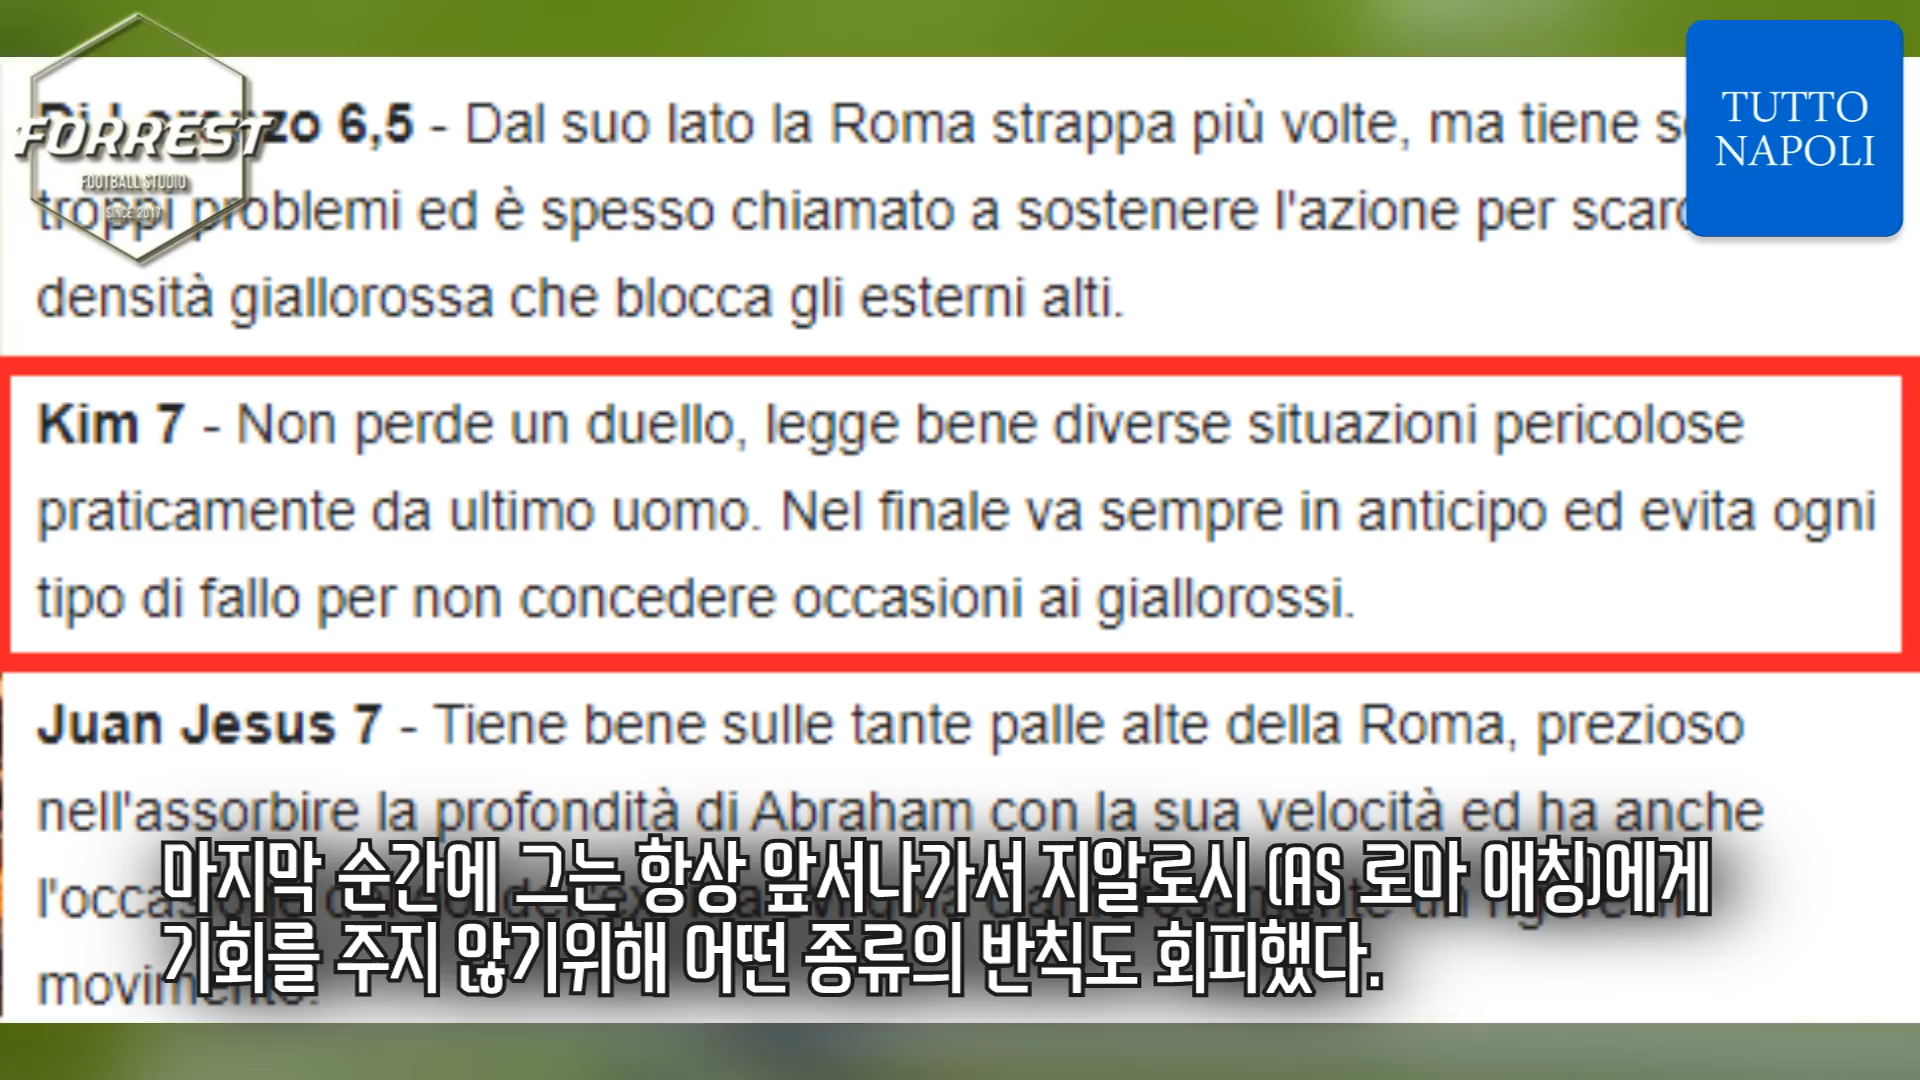 FORREST
FOOTBALL STUDIO
SINCE 2017
TUTTO
NAPOLI
zo 6,5 - Dal suo lato la Roma strappa più volte, ma tiene
troppi problemi ed è spesso chiamato a sostenere l'azione per
densità giallorossa che blocca gli esterni alti.
Kim 7 - Non perde un duello, legge bene diverse situazioni pericolose
praticamente da ultimo uomo. Nel finale va sempre in anticipo ed evita ogni
tipo di fallo per non concedere occasioni ai giallorossi.
Juan Jesus 7 - Tiene bene sulle tante palle alte della Roma, prezioso
nell'assorbire la profondità di Abraham con la sua velocità ed ha anche
마지막 순간에 그는 항상 앞서나가서 지알로시 (AS 로마 애칭)에게
기회를 주지 않기위해 어떤 종류의 반칙도 회피했다.
movimento.